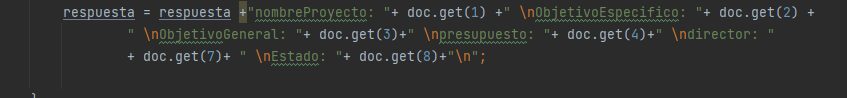 respuesta = respuesta +"nombreProyecto: "+ doc.get(1) +" \nObjetivoEspecifico: "+ doc.get(2) +
" \nObjetivoGeneral: "+ doc.get(3)+" \npresupuesto: "+ doc.get(4)+" \ndirector: "
+ doc.get(7)+ " \nEstado: "+ doc.get(8)+"\n";